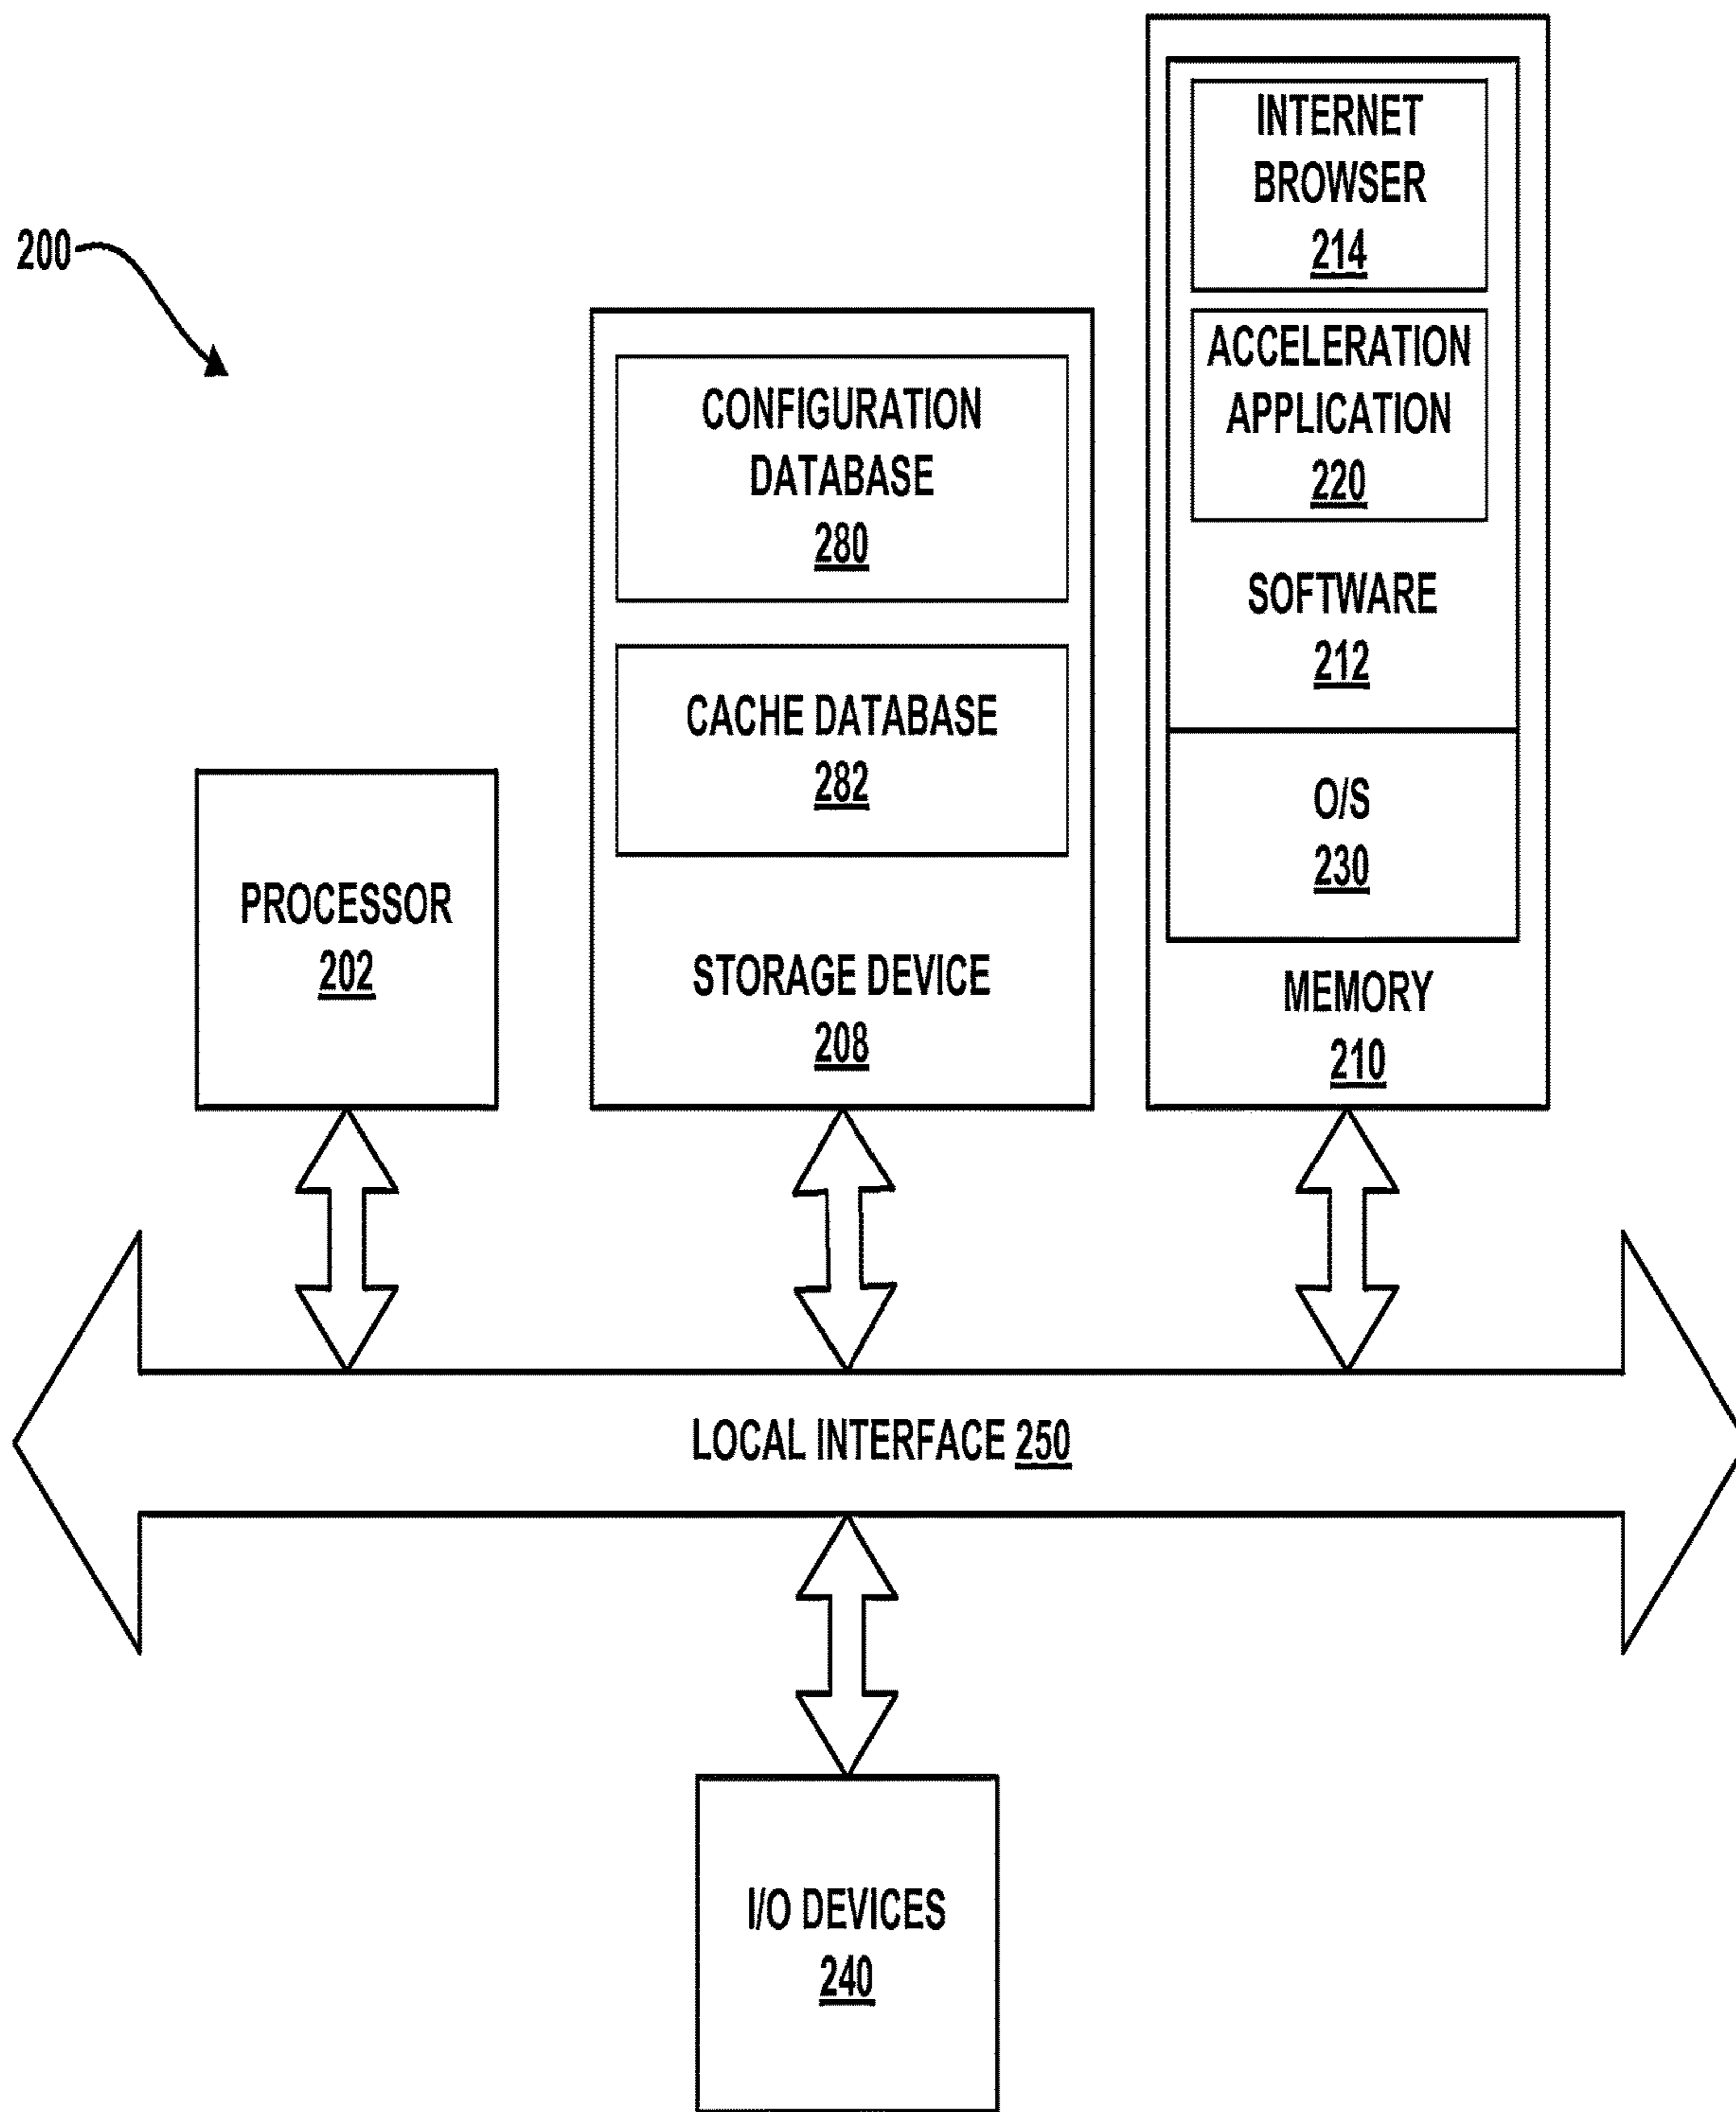 200
INTERNET
BROWSER
214
ACCELERATION
APPLICATION
220
SOFTWARE
212
O/S
230
MEMORY
210
CONFIGURATION
DATABASE
280
CACHE DATABASE
282
STORAGE DEVICE
208
PROCESSOR
202
LOCAL INTERFACE 250
I/O DEVICES
240